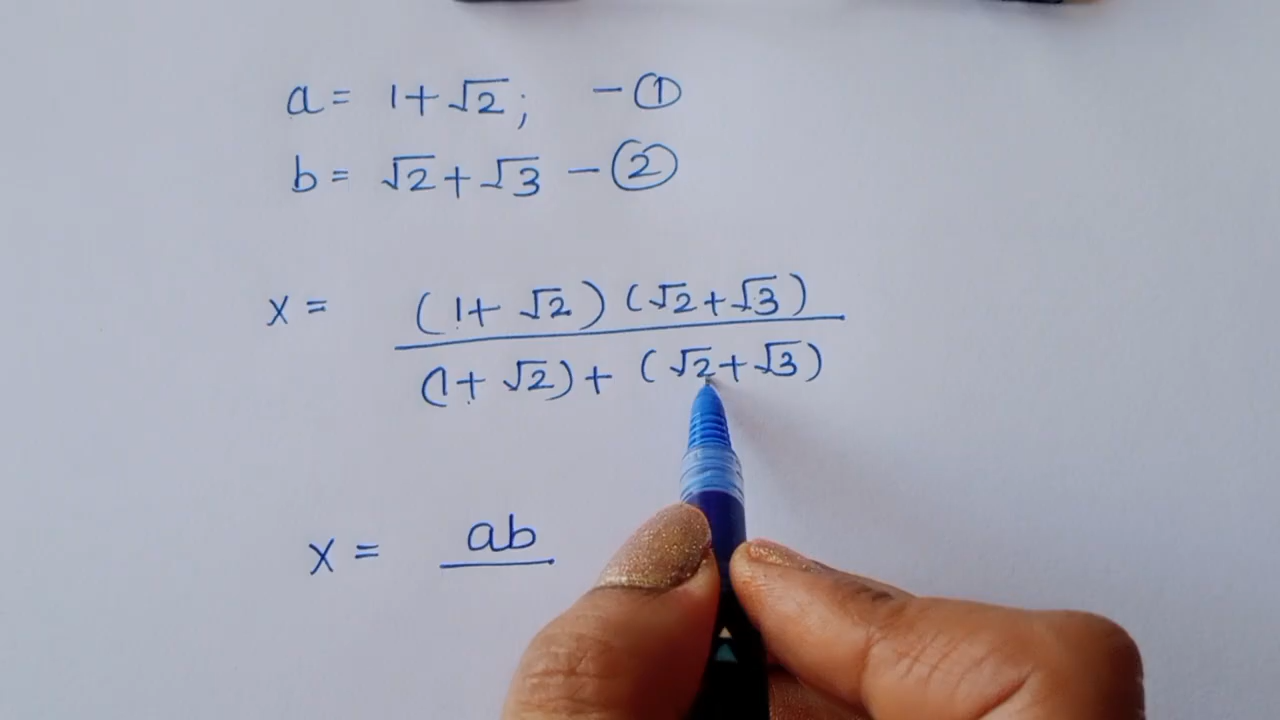 a = 1+√2; - ①
b = √2+√3 - ②
x = (1+√2)(√2+√3)
(1+√2)+(√2+√3)
x = ab